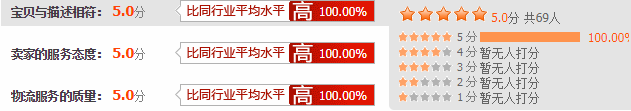 宝贝与描述相符： 5.0分 比同行业平均水平 高 100.00%
卖家的服务态度： 5.0分 比同行业平均水平 高 100.00%
物流服务的质量： 5.0分 比同行业平均水平 高 100.00%
5.0分 共69人
5分 100.00%
4分 暂无人打分
3分 暂无人打分
2分 暂无人打分
1分 暂无人打分